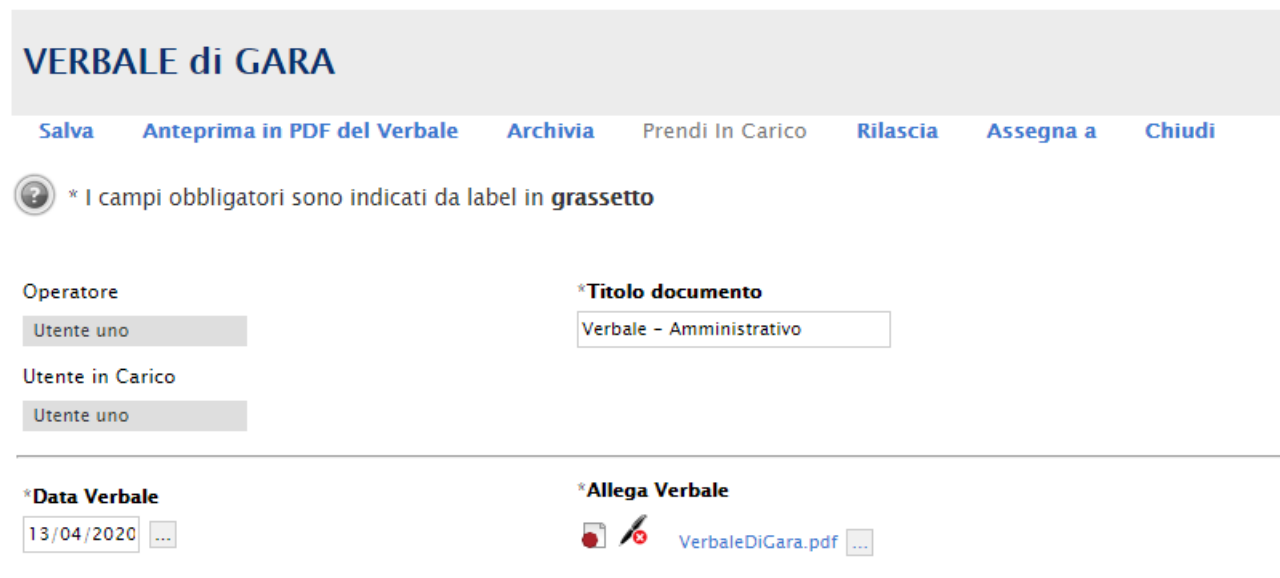 VERBALE di GARA
Salva Anteprima in PDF del Verbale Archivia Prendi In Carico Rilascia Assegna a Chiudi
? * I campi obbligatori sono indicati da label in grassetto
Operatore
Utente uno
*Titolo documento
Verbale - Amministrativo
Utente in Carico
Utente uno
*Data Verbale
13/04/2020 ...
*Allega Verbale
VerbaleDiGara.pdf ...